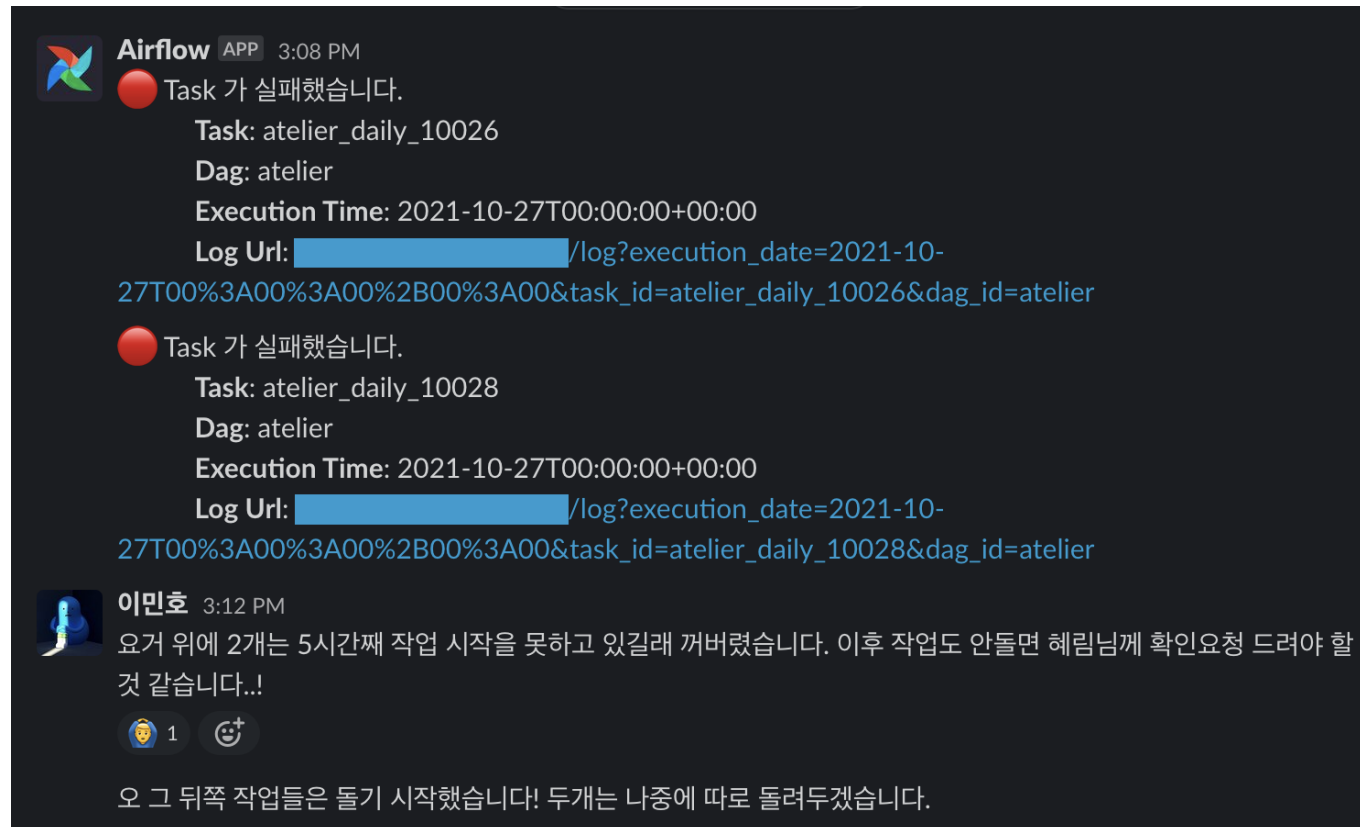 Airflow APP 3:08 PM
Task 가 실패했습니다.
Task: atelier_daily_10026
Dag: atelier
Execution Time: 2021-10-27T00:00:00+00:00
Log Url: /log?execution_date=2021-10-
27T00%3A00%3A00%2B00%3A00&task_id=atelier_daily_10026&dag_id=atelier
Task 가 실패했습니다.
Task: atelier_daily_10028
Dag: atelier
Execution Time: 2021-10-27T00:00:00+00:00
Log Url: /log?execution_date=2021-10-
27T00%3A00%3A00%2B00%3A00&task_id=atelier_daily_10028&dag_id=atelier
이민호 3:12 PM
요거 위에 2개는 5시간째 작업 시작을 못하고 있길래 꺼버렸습니다. 이후 작업도 안돌면 혜림님께 확인요청 드려야 할
것 같습니다..!
1
오 그 뒤쪽 작업들은 돌기 시작했습니다! 두개는 나중에 따로 돌려두겠습니다.